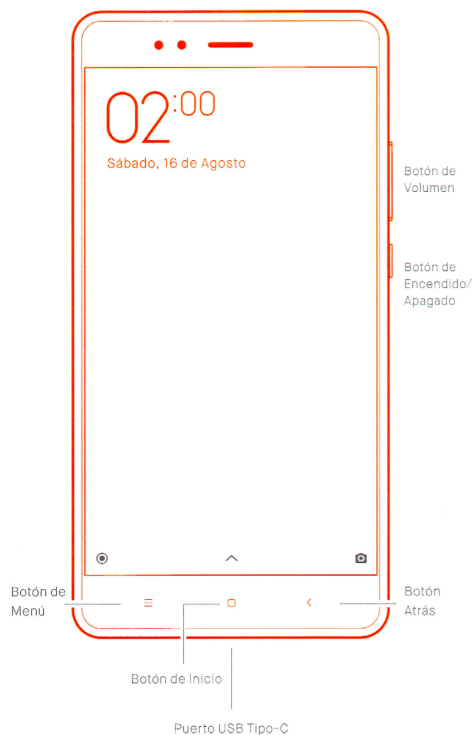 02:00
Sábado, 16 de Agosto
Botón de
Volumen
Botón de
Encendido/
Apagado
Botón de
Menú
Botón
Atrás
Botón de Inicio
Puerto USB Tipo-C